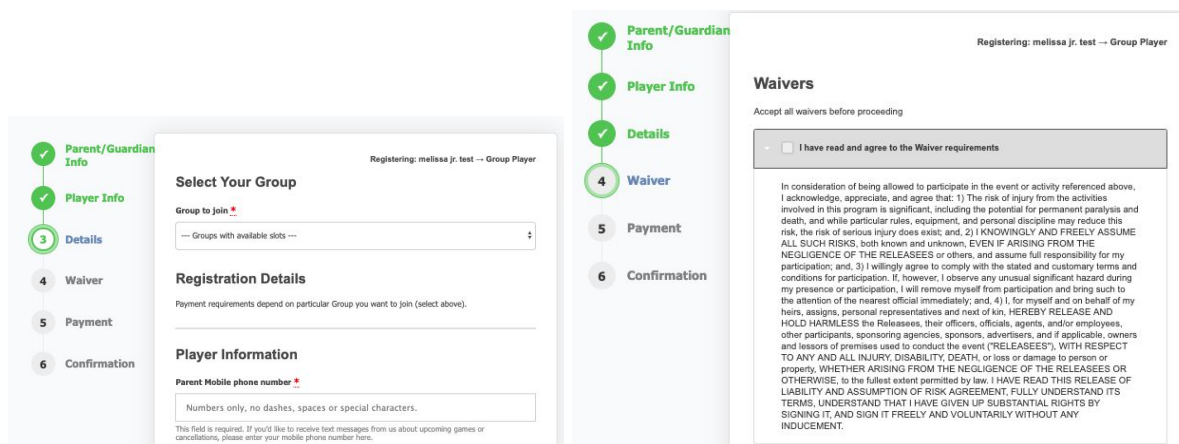 Parent/Guardian
Info
Player Info
3 Details
4 Waiver
5 Payment
6 Confirmation
Registering: melissa jr. test → Group Player
Select Your Group
Group to join *
--- Groups with available slots ---
Registration Details
Payment requirements depend on particular Group you want to join (select above).
Player Information
Parent Mobile phone number *
Numbers only, no dashes, spaces or special characters.
This field is required. If you'd like to receive text messages from us about upcoming games or
cancellations, please enter your mobile phone number here.
Parent/Guardian
Info
Player Info
Details
4 Waiver
5 Payment
6 Confirmation
Registering: melissa jr. test → Group Player
Waivers
Accept all waivers before proceeding
I have read and agree to the Waiver requirements
In consideration of being allowed to participate in the event or activity referenced above,
I acknowledge, appreciate, and agree that: 1) The risk of injury from the activities
involved in this program is significant, including the potential for permanent paralysis and
death, and while particular rules, equipment, and personal discipline may reduce this
risk, the risk of serious injury does exist; and, 2) I KNOWINGLY AND FREELY ASSUME
ALL SUCH RISKS, both known and unknown, EVEN IF ARISING FROM THE
NEGLIGENCE OF THE RELEASEES or others, and assume full responsibility for my
participation; and, 3) I willingly agree to comply with the stated and customary terms and
conditions for participation. If, however, I observe any unusual significant hazard during
my presence or participation, I will remove myself from participation and bring such to
the attention of the nearest official immediately; and, 4) I, for myself and on behalf of my
heirs, assigns, personal representatives and next of kin, HEREBY RELEASE AND
HOLD HARMLESS the Releasees, their officers, officials, agents, and/or employees,
other participants, sponsoring agencies, sponsors, advertisers, and if applicable, owners
and lessors of premises used to conduct the event ("RELEASEES"), WITH RESPECT
TO ANY AND ALL INJURY, DISABILITY, DEATH, or loss or damage to person or
property, WHETHER ARISING FROM THE NEGLIGENCE OF THE RELEASEES OR
OTHERWISE, to the fullest extent permitted by law. I HAVE READ THIS RELEASE OF
LIABILITY AND ASSUMPTION OF RISK AGREEMENT, FULLY UNDERSTAND ITS
TERMS, UNDERSTAND THAT I HAVE GIVEN UP SUBSTANTIAL RIGHTS BY
SIGNING IT, AND SIGN IT FREELY AND VOLUNTARILY WITHOUT ANY
INDUCEMENT.